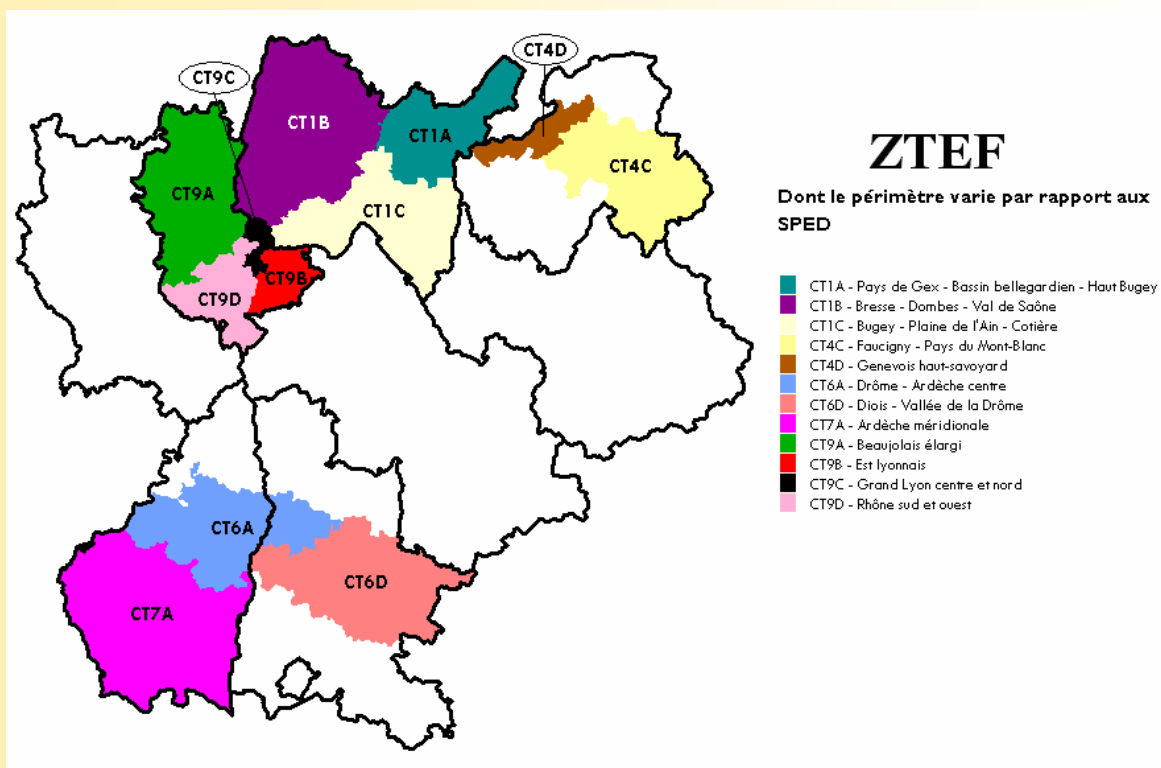 CT4D
CT9C
CT1B
CT1A
CT4C
CT9A
CT1C
CT9B
CT9D
CT6A
CT6D
CT7A
ZTEF
Dont le périmètre varie par rapport aux
SPED
CT1A - Pays de Gex - Bassin bellegardien - Haut Bugey
CT1B - Bresse - Dombes - Val de Saône
CT1C - Bugey - Plaine de l'Ain - Cotière
CT4C - Faucigny - Pays du Mont-Blanc
CT4D - Genevois haut-savoyard
CT6A - Drôme - Ardèche centre
CT6D - Diois - Vallée de la Drôme
CT7A - Ardèche méridionale
CT9A - Beaujolais élargi
CT9B - Est lyonnais
CT9C - Grand Lyon centre et nord
CT9D - Rhône sud et ouest